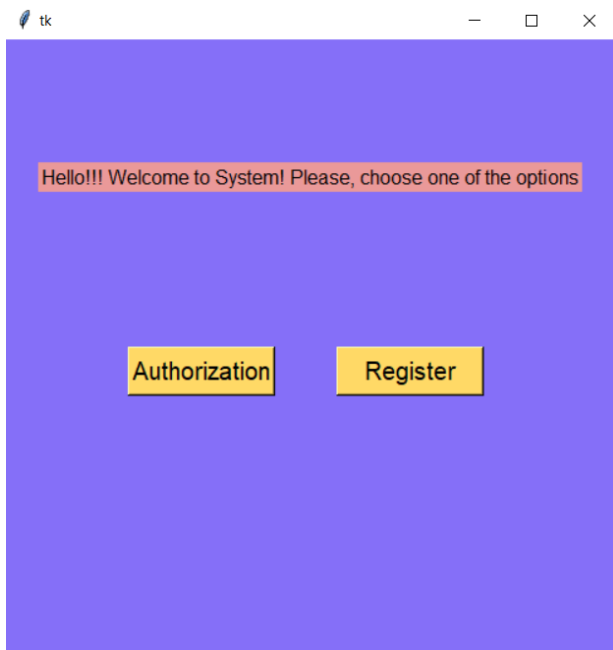 tk
Hello!!! Welcome to System! Please, choose one of the options
Authorization Register